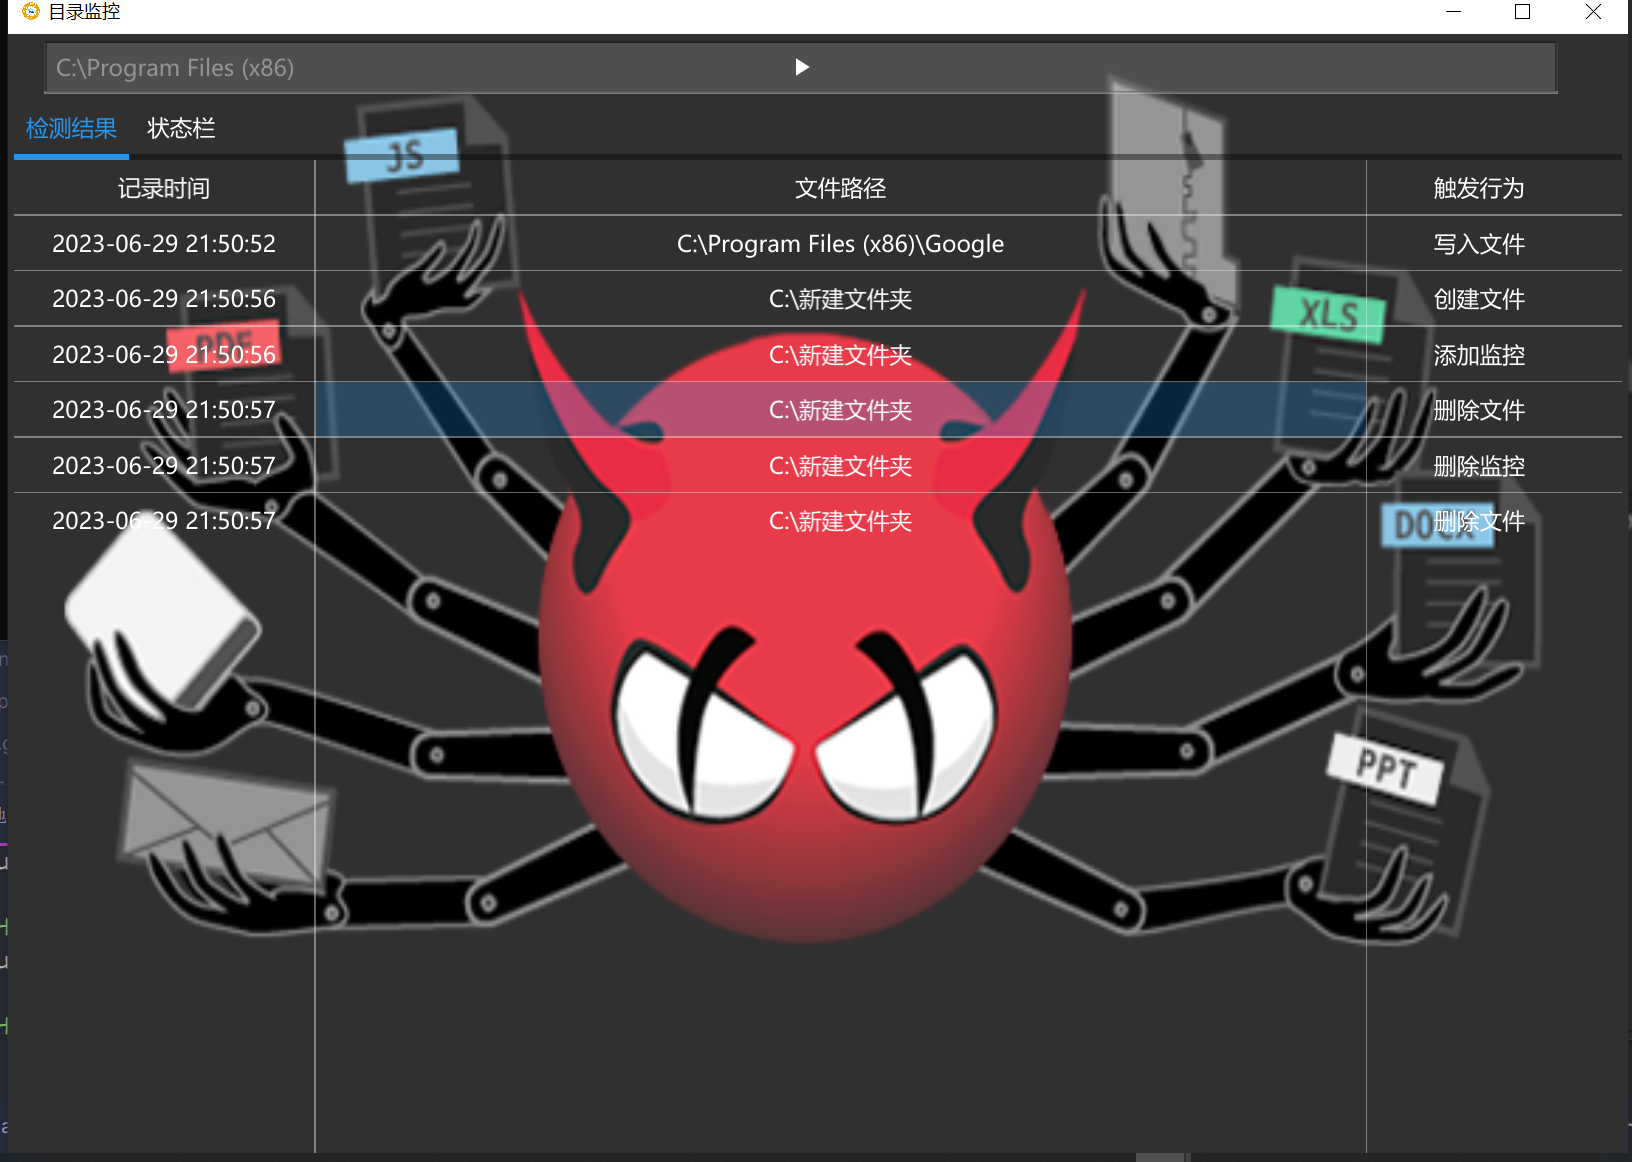 目录监控
C:\Program Files (x86)
检测结果 状态栏
记录时间 文件路径 触发行为
2023-06-29 21:50:52 C:\Program Files (x86)\Google 写入文件
2023-06-29 21:50:56 C:\新建文件夹 创建文件
2023-06-29 21:50:56 C:\新建文件夹 添加监控
2023-06-29 21:50:57 C:\新建文件夹 删除文件
2023-06-29 21:50:57 C:\新建文件夹 删除监控
2023-06-29 21:50:57 C:\新建文件夹 删除文件
JS
XLS
PDF
DOCX
PPT